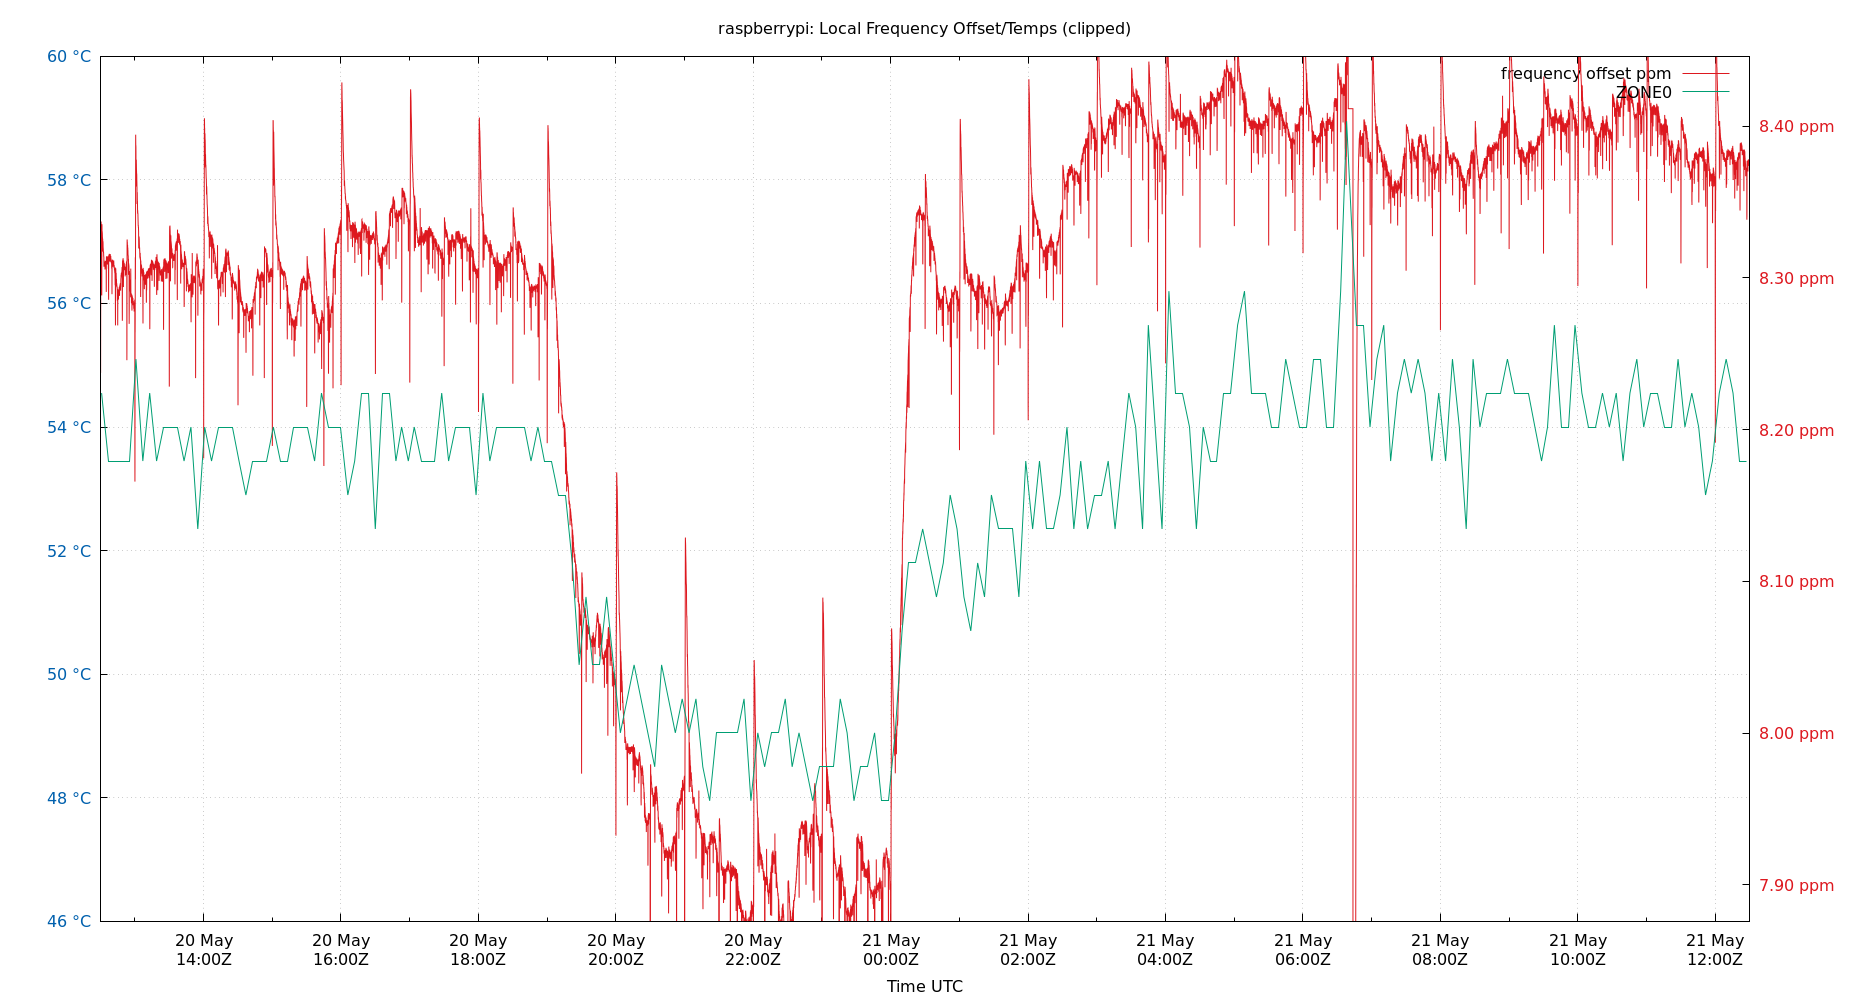 raspberrypi: Local Frequency Offset/Temps (clipped)
60 °C
58 °C
56 °C
54 °C
52 °C
50 °C
48 °C
46 °C
frequency offset ppm
ZONE0
8.40 ppm
8.30 ppm
8.20 ppm
8.10 ppm
8.00 ppm
7.90 ppm
20 May 20 May 20 May 20 May 20 May 21 May 21 May 21 May 21 May 21 May 21 May 21 May
14:00Z 16:00Z 18:00Z 20:00Z 22:00Z 00:00Z 02:00Z 04:00Z 06:00Z 08:00Z 10:00Z 12:00Z
Time UTC